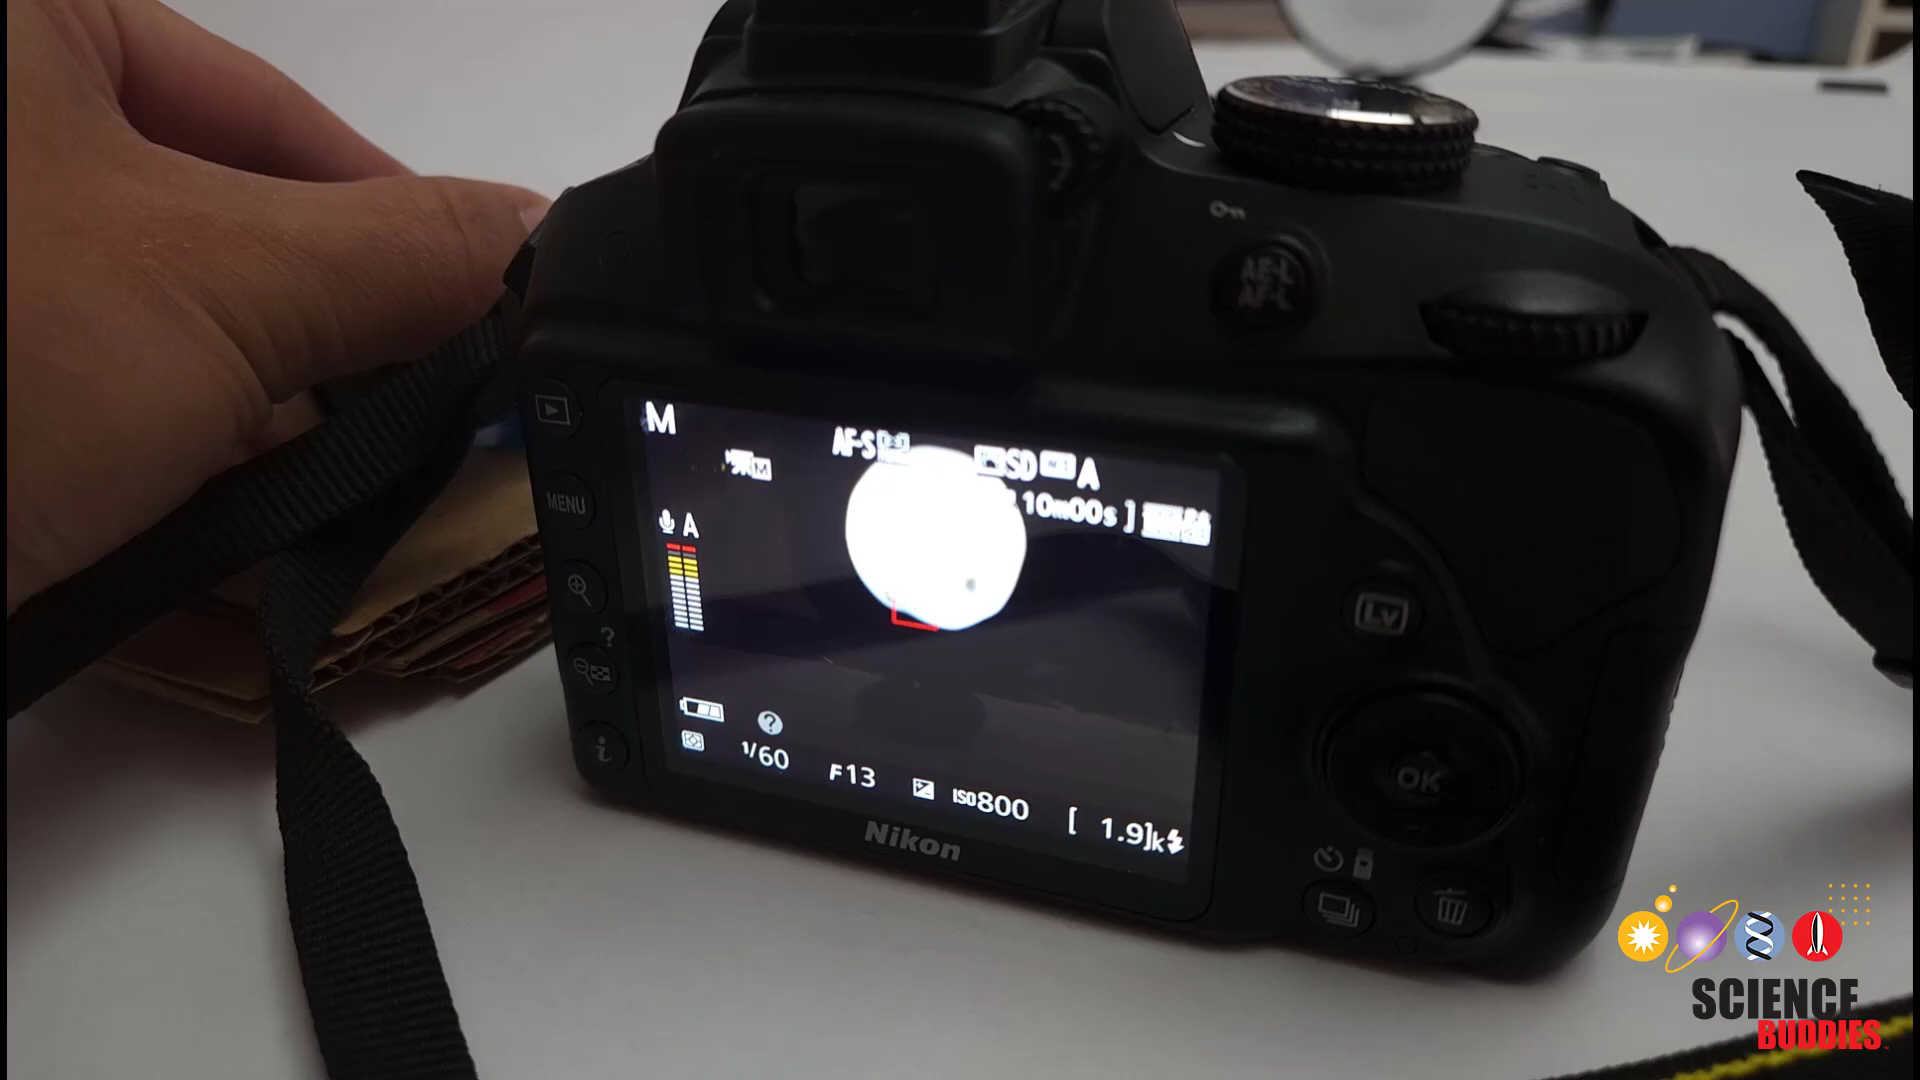 AE-L
AF-L
M
AF-S
SD
A
M
[10m00s]
A
MENU
Lv
?
?
i
1/60
F13
ISO800
[1.9]k
OK
Nikon
SCIENCE
BUDDIES